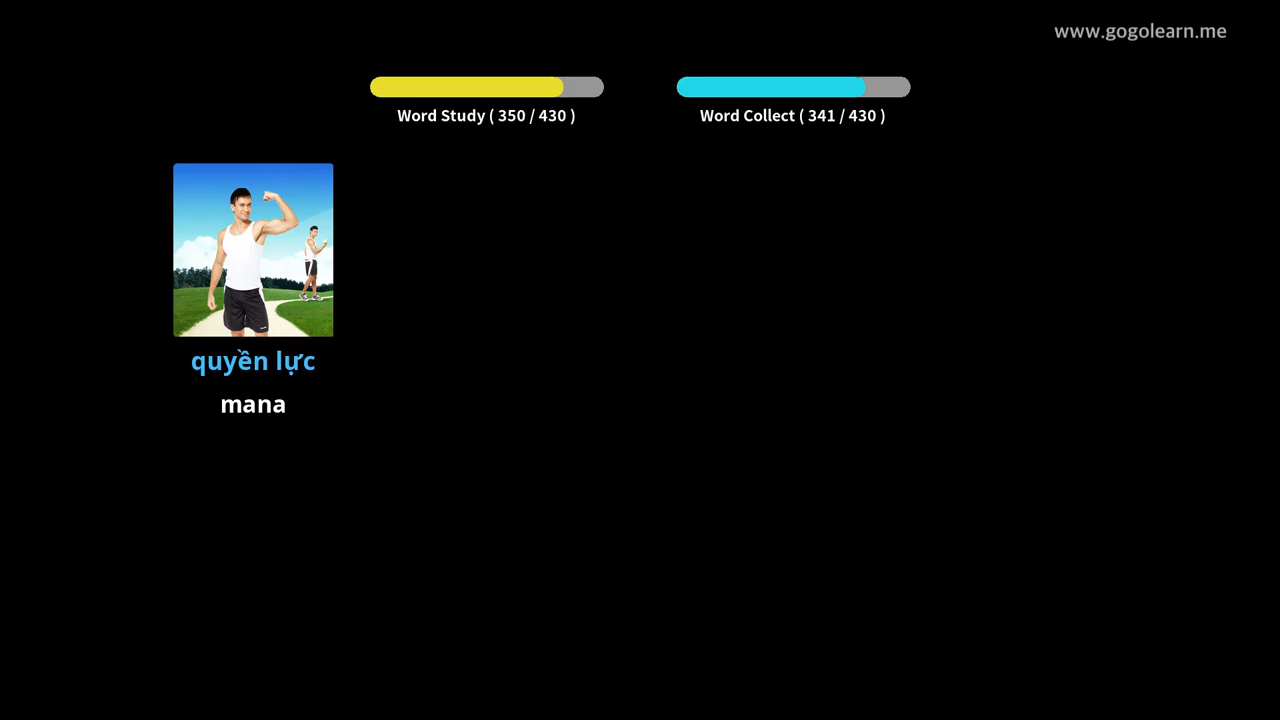 www.gogolearn.me
Word Study ( 350 / 430 )
Word Collect ( 341 / 430 )
quyền lực
mana